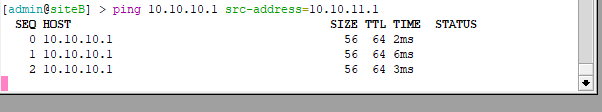 [admin@siteB] > ping 10.10.10.1 src-address=10.10.11.1
SEQ HOST SIZE TTL TIME STATUS
0 10.10.10.1 56 64 2ms
1 10.10.10.1 56 64 6ms
2 10.10.10.1 56 64 3ms